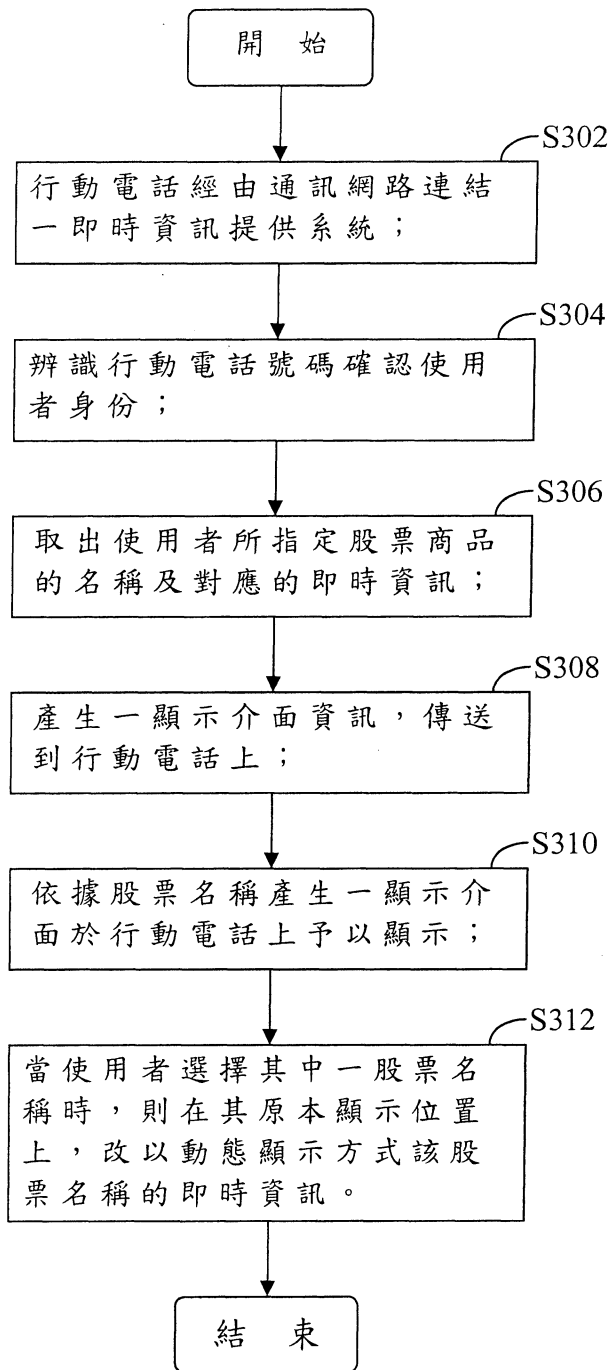 開始
S302
行動電話經由通訊網路連結
一即時資訊提供系統；
S304
辨識行動電話號碼確認使用
者身份；
S306
取出使用者所指定股票商品
的名稱及對應的即時資訊；
S308
產生一顯示介面資訊，傳送
到行動電話上；
S310
依據股票名稱產生一顯示介
面於行動電話上予以顯示；
S312
當使用者選擇其中一股票名
稱時，則在其原本顯示位置
上，改以動態顯示方式該股
票名稱的即時資訊。
結束